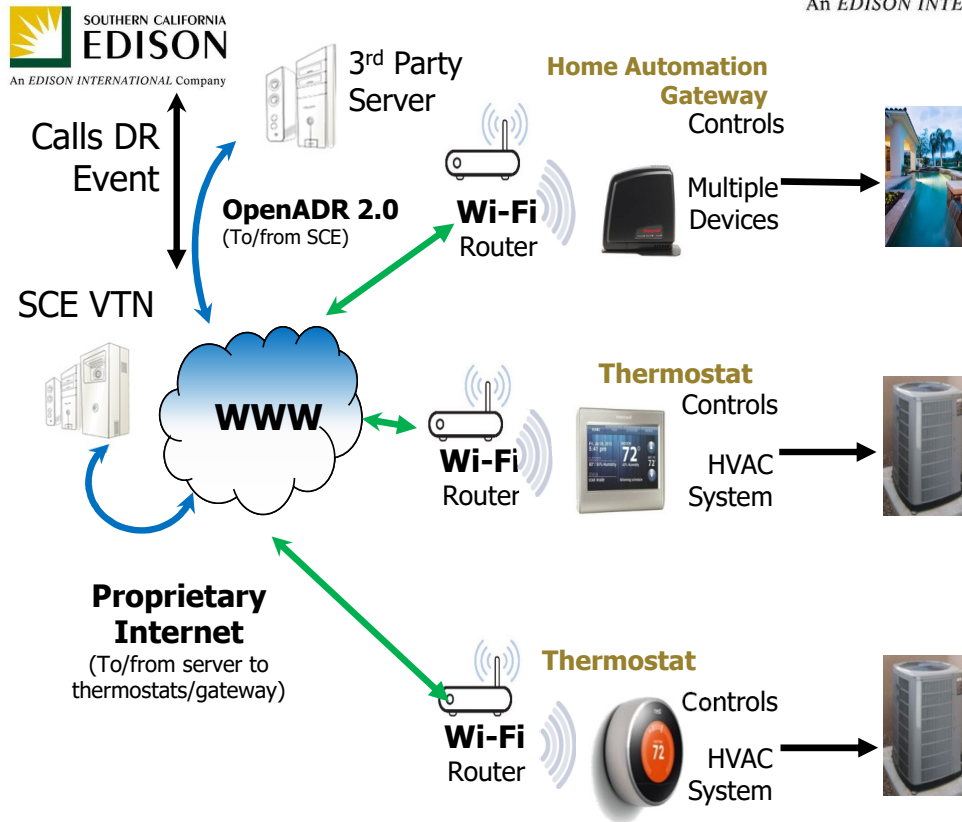 An EDISON INTE
SOUTHERN CALIFORNIA
EDISON
An EDISON INTERNATIONAL Company
3rd Party
Server
Home Automation
Gateway
Controls
Multiple
Devices
Calls DR
Event
OpenADR 2.0
(To/from SCE)
Wi-Fi
Router
SCE VTN
WWW
Thermostat
Controls
HVAC
System
72°
Wi-Fi
Router
Proprietary
Internet
(To/from server to
thermostats/gateway)
Thermostat
Controls
HVAC
System
72
Wi-Fi
Router